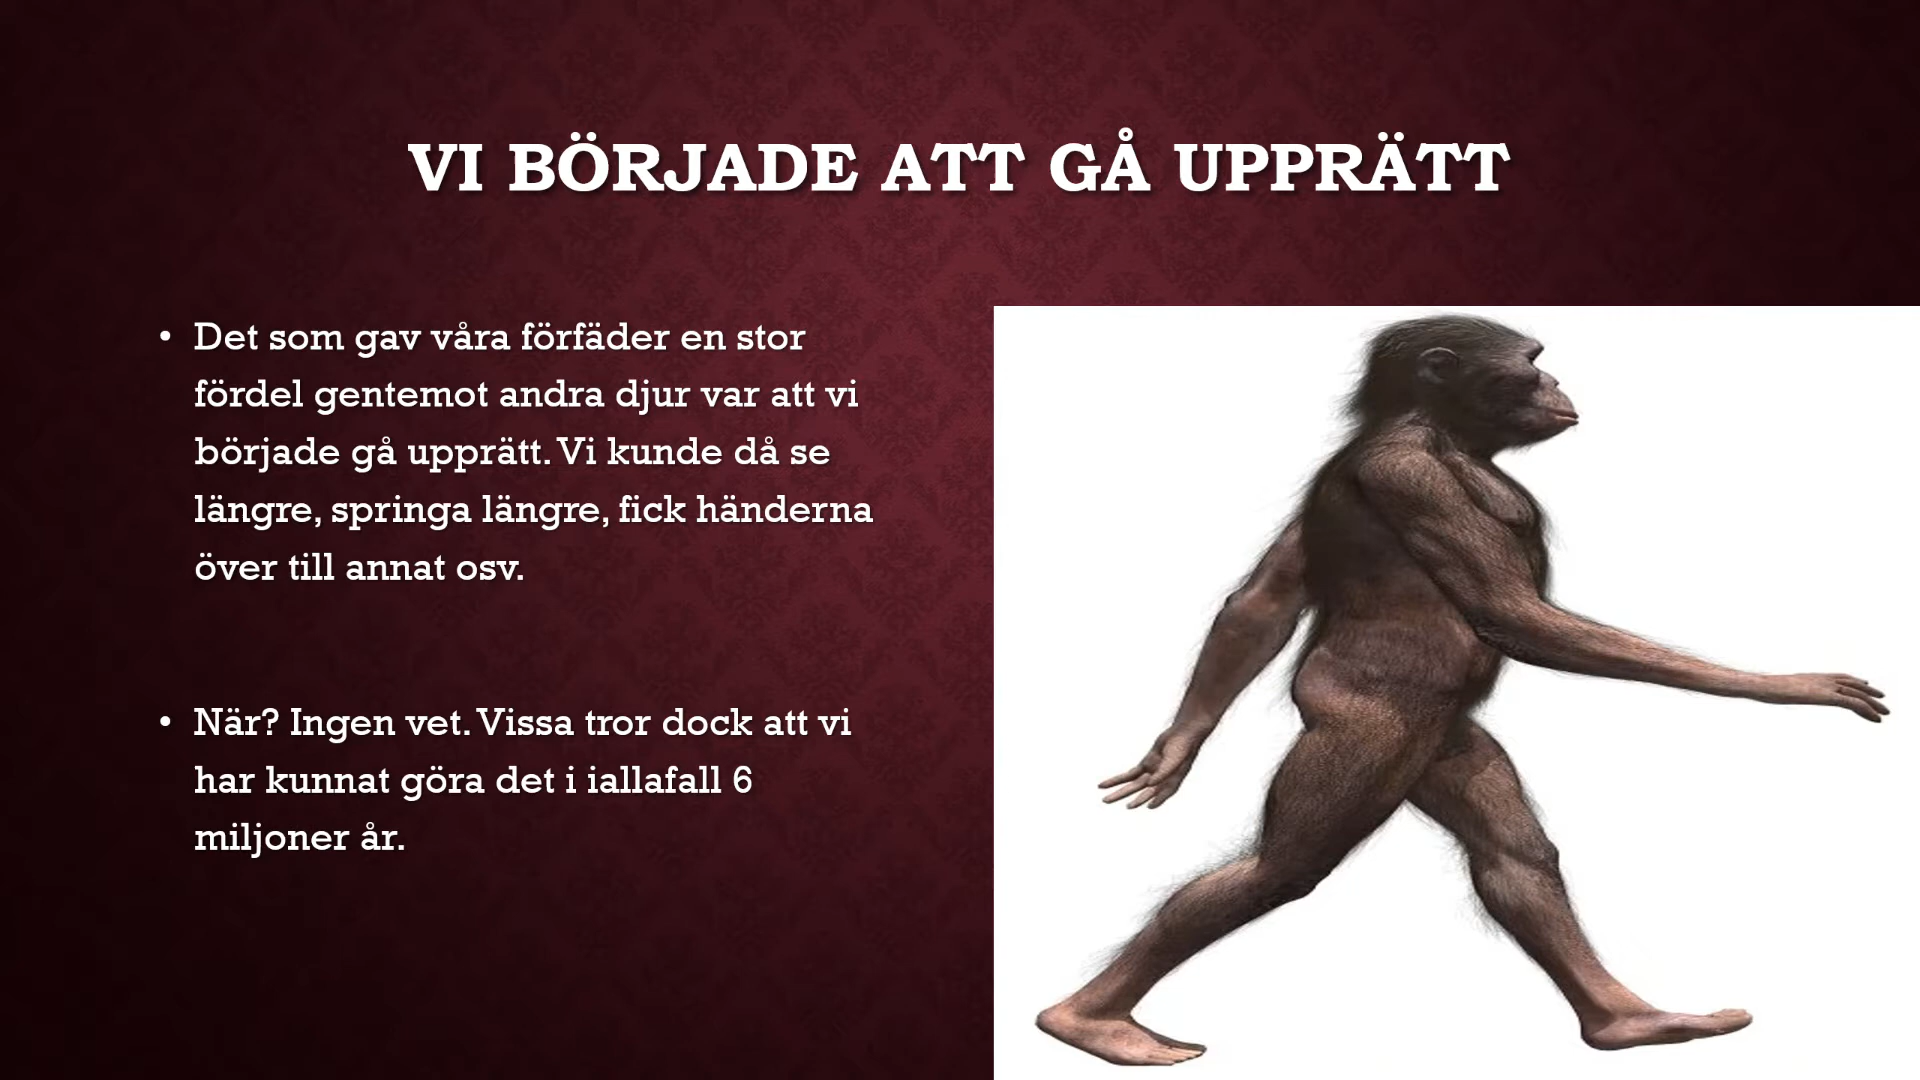 VI BÖRJADE ATT GÅ UPPRÄTT
• Det som gav våra förfäder en stor
fördel gentemot andra djur var att vi
började gå upprätt. Vi kunde då se
längre, springa längre, fick händerna
över till annat osv.
• När? Ingen vet. Vissa tror dock att vi
har kunnat göra det i iallafall 6
miljoner år.